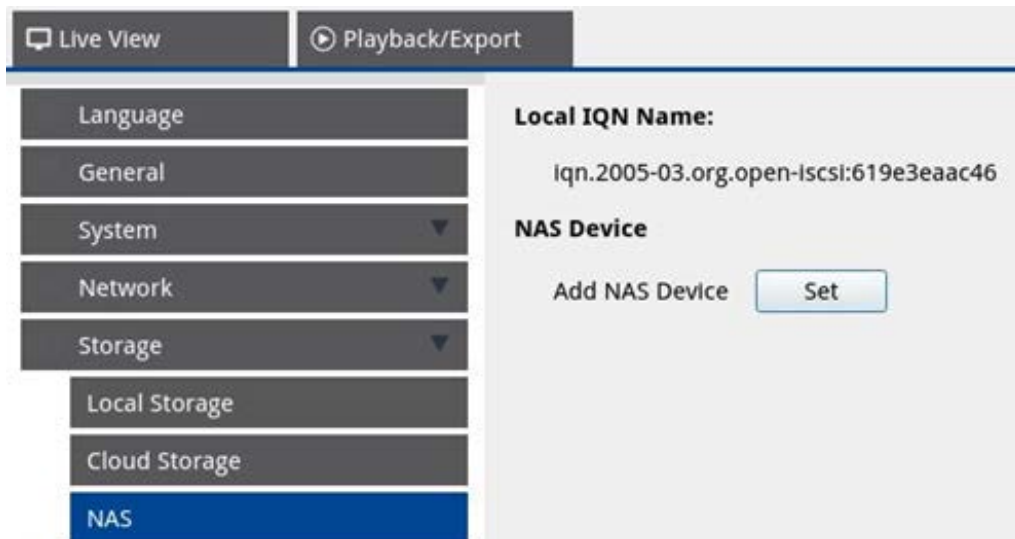 Live View
Playback/Export
Language
General
System
Network
Storage
Local Storage
Cloud Storage
NAS
Local IQN Name:
iqn.2005-03.org.open-iscsi:619e3eaac46
NAS Device
Add NAS Device Set